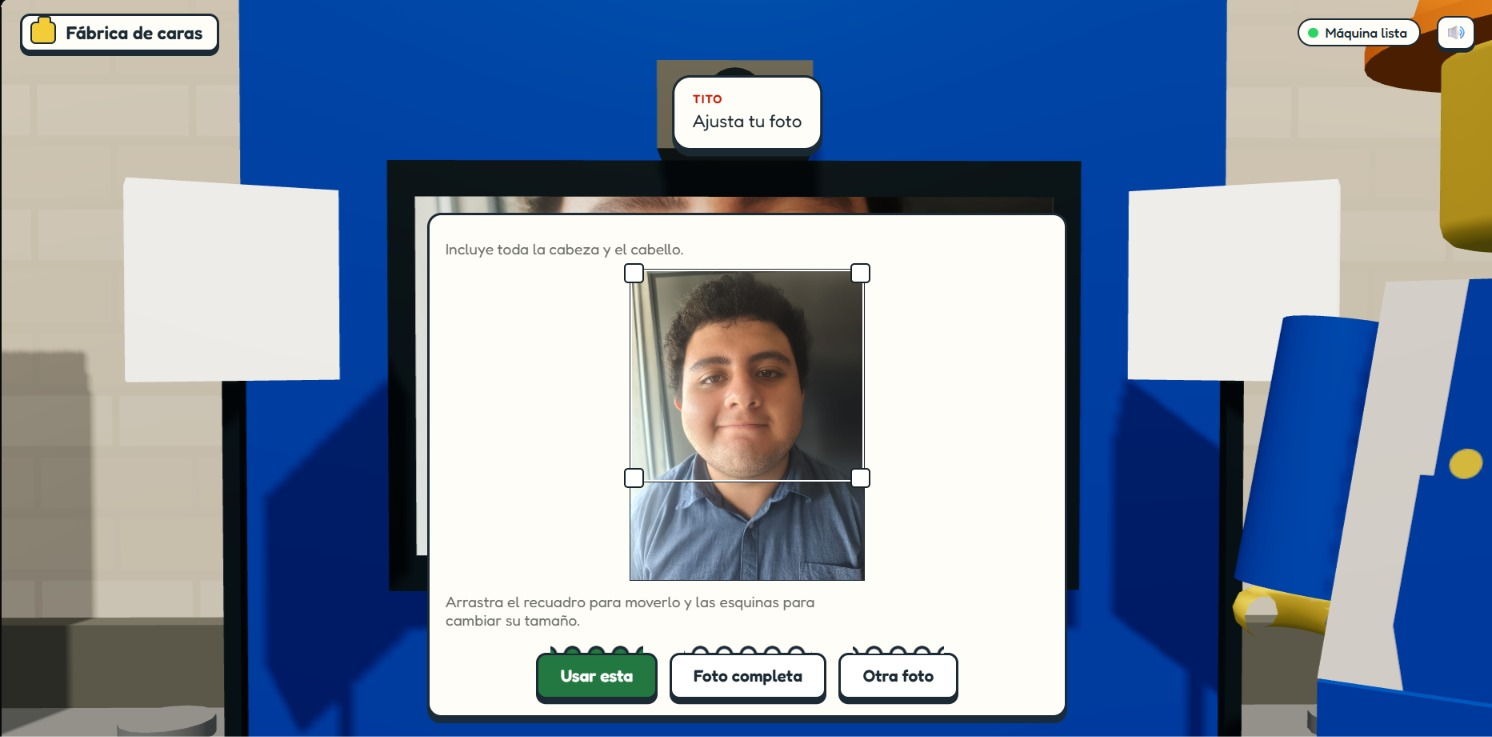 Fábrica de caras
Máquina lista
TITO
Ajusta tu foto
Incluye toda la cabeza y el cabello.
Arrastra el recuadro para moverlo y las esquinas para
cambiar su tamaño.
Usar esta
Foto completa
Otra foto